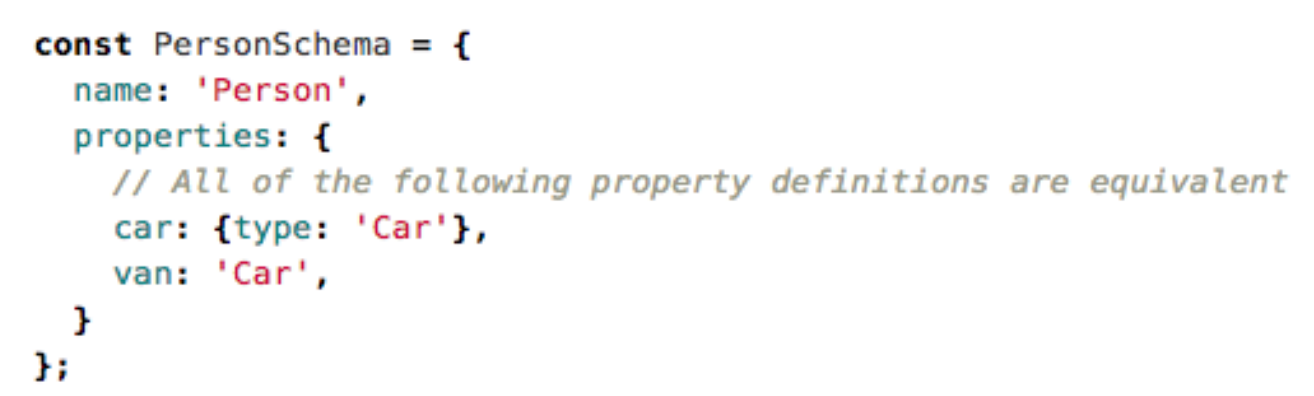 const PersonSchema = {
  name: 'Person',
  properties: {
    // All of the following property definitions are equivalent
    car: {type: 'Car'},
    van: 'Car',
  }
};